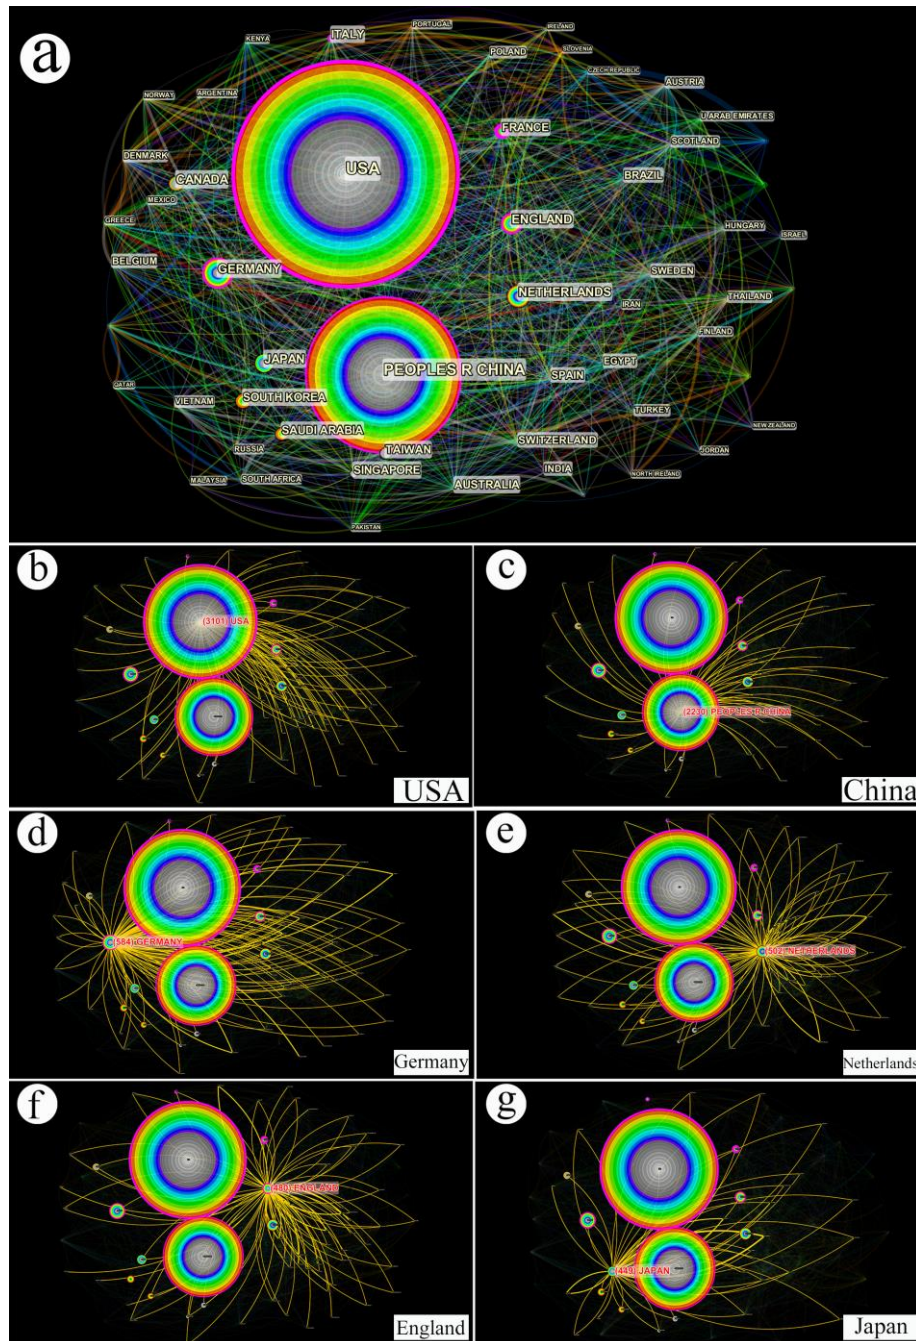 a
PORTUGAL
IRELAND
KENYA
ITALY
SLOVENIA
POLAND
CZECH REPUBLIC
AUSTRIA
ARGENTINA
NORWAY
U ARAB EMIRATES
FRANCE
SCOTLAND
DENMARK
USA
CANADA
BRAZIL
MEXICO
GREECE
ENGLAND
HUNGARY
ISRAEL
BELGIUM
GERMANY
SWEDEN
NETHERLANDS
THAILAND
IRAN
FINLAND
JAPAN
PEOPLES R CHINA
EGYPT
SPAIN
QATAR
SOUTH KOREA
VIETNAM
TURKEY
NEW ZEALAND
SAUDI ARABIA
SWITZERLAND
RUSSIA
TAIWAN
JORDAN
SINGAPORE
INDIA
NORTH IRELAND
MALAYSIA
SOUTH AFRICA
AUSTRALIA
PAKISTAN
b
(3101) USA
USA
c
(2230) PEOPLES R CHINA
China
d
(584) GERMANY
Germany
e
(502) NETHERLANDS
Netherlands
f
ENGLAND
England
g
(449) JAPAN
Japan